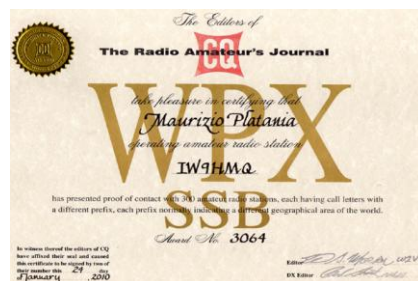 The Editors of
The Radio Amateur's Journal
CQ
WPX
take pleasure in certifying that
Maurizio Platania
operating amateur radio station
IW9HMQ
has presented proof of contact with 300 amateur radio stations, each having call letters with
a different prefix, each prefix normally indicating a different geographical area of the world.
SSB
Award No. 3064
In witness thereof the editors of CQ
have affixed their seal and caused
this certificate to be signed by two of
their number this 29 day
January, 2010
Editor
DX Editor